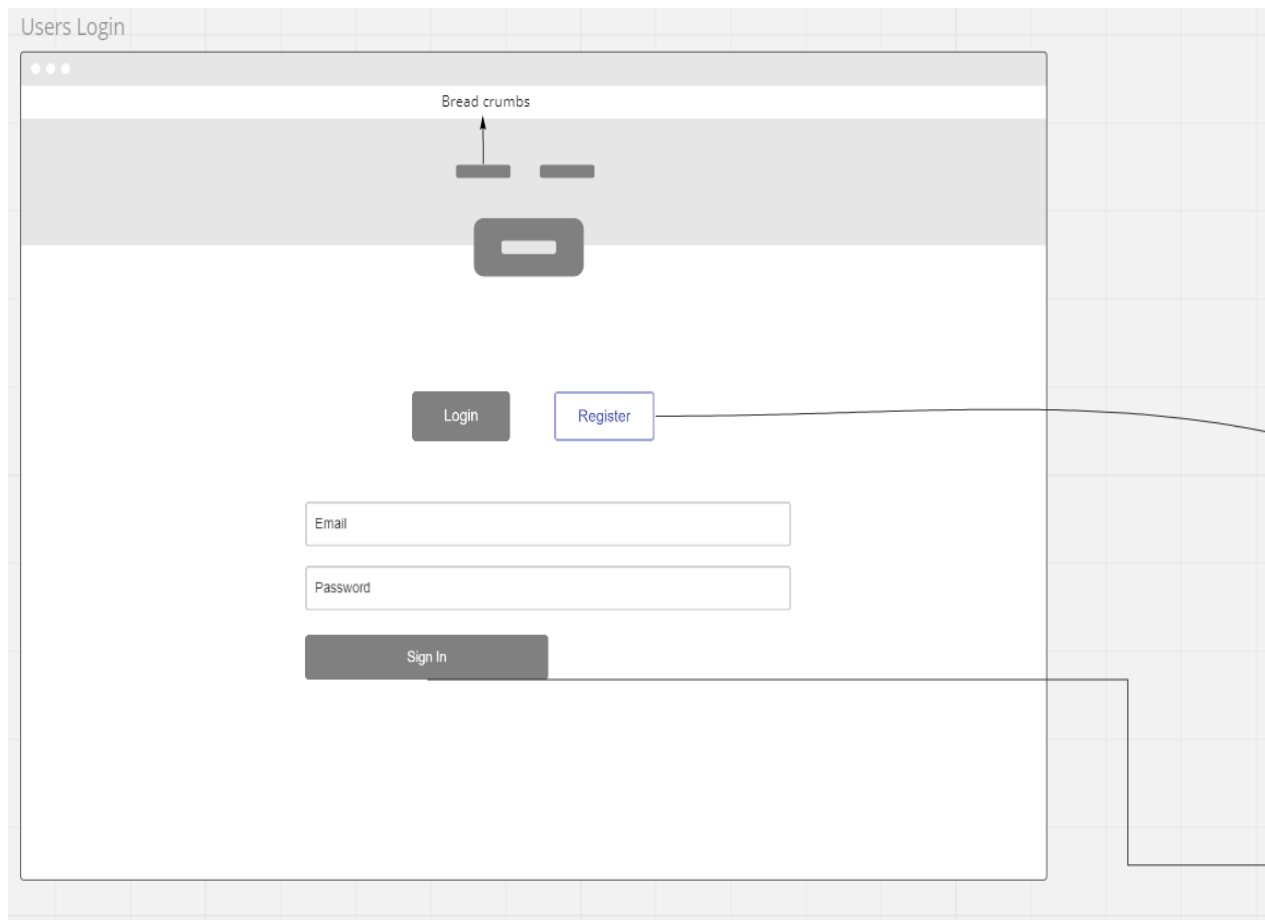 Users Login
Bread crumbs
Login
Register
Email
Password
Sign In